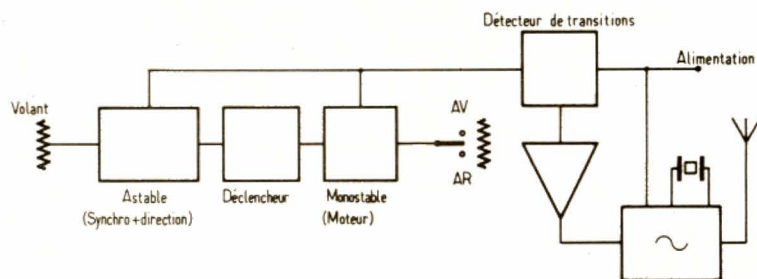 Détecteur de transitions
Alimentation
Volant
AV
AR
Astable
(Synchro+direction)
Déclencheur
Monostable
(Moteur)